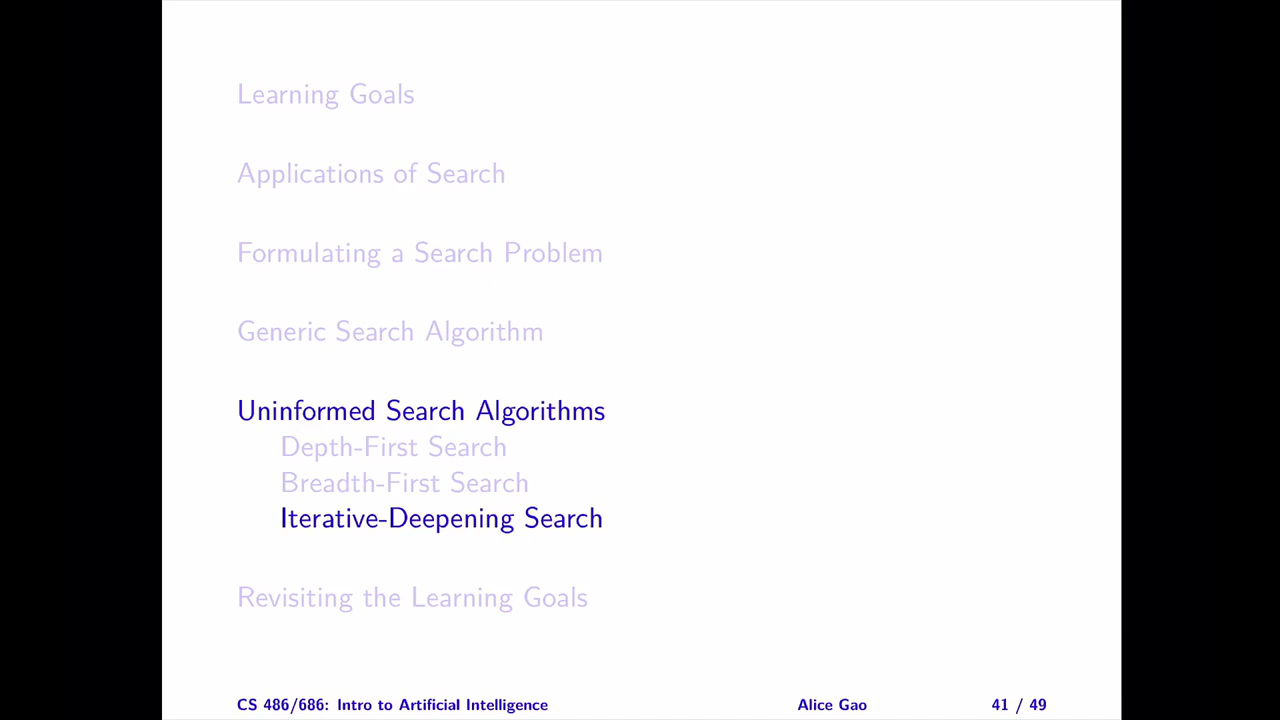 Learning Goals
Applications of Search
Formulating a Search Problem
Generic Search Algorithm
Uninformed Search Algorithms
Depth-First Search
Breadth-First Search
Iterative-Deepening Search
Revisiting the Learning Goals
CS 486/686: Intro to Artificial Intelligence Alice Gao 41 / 49